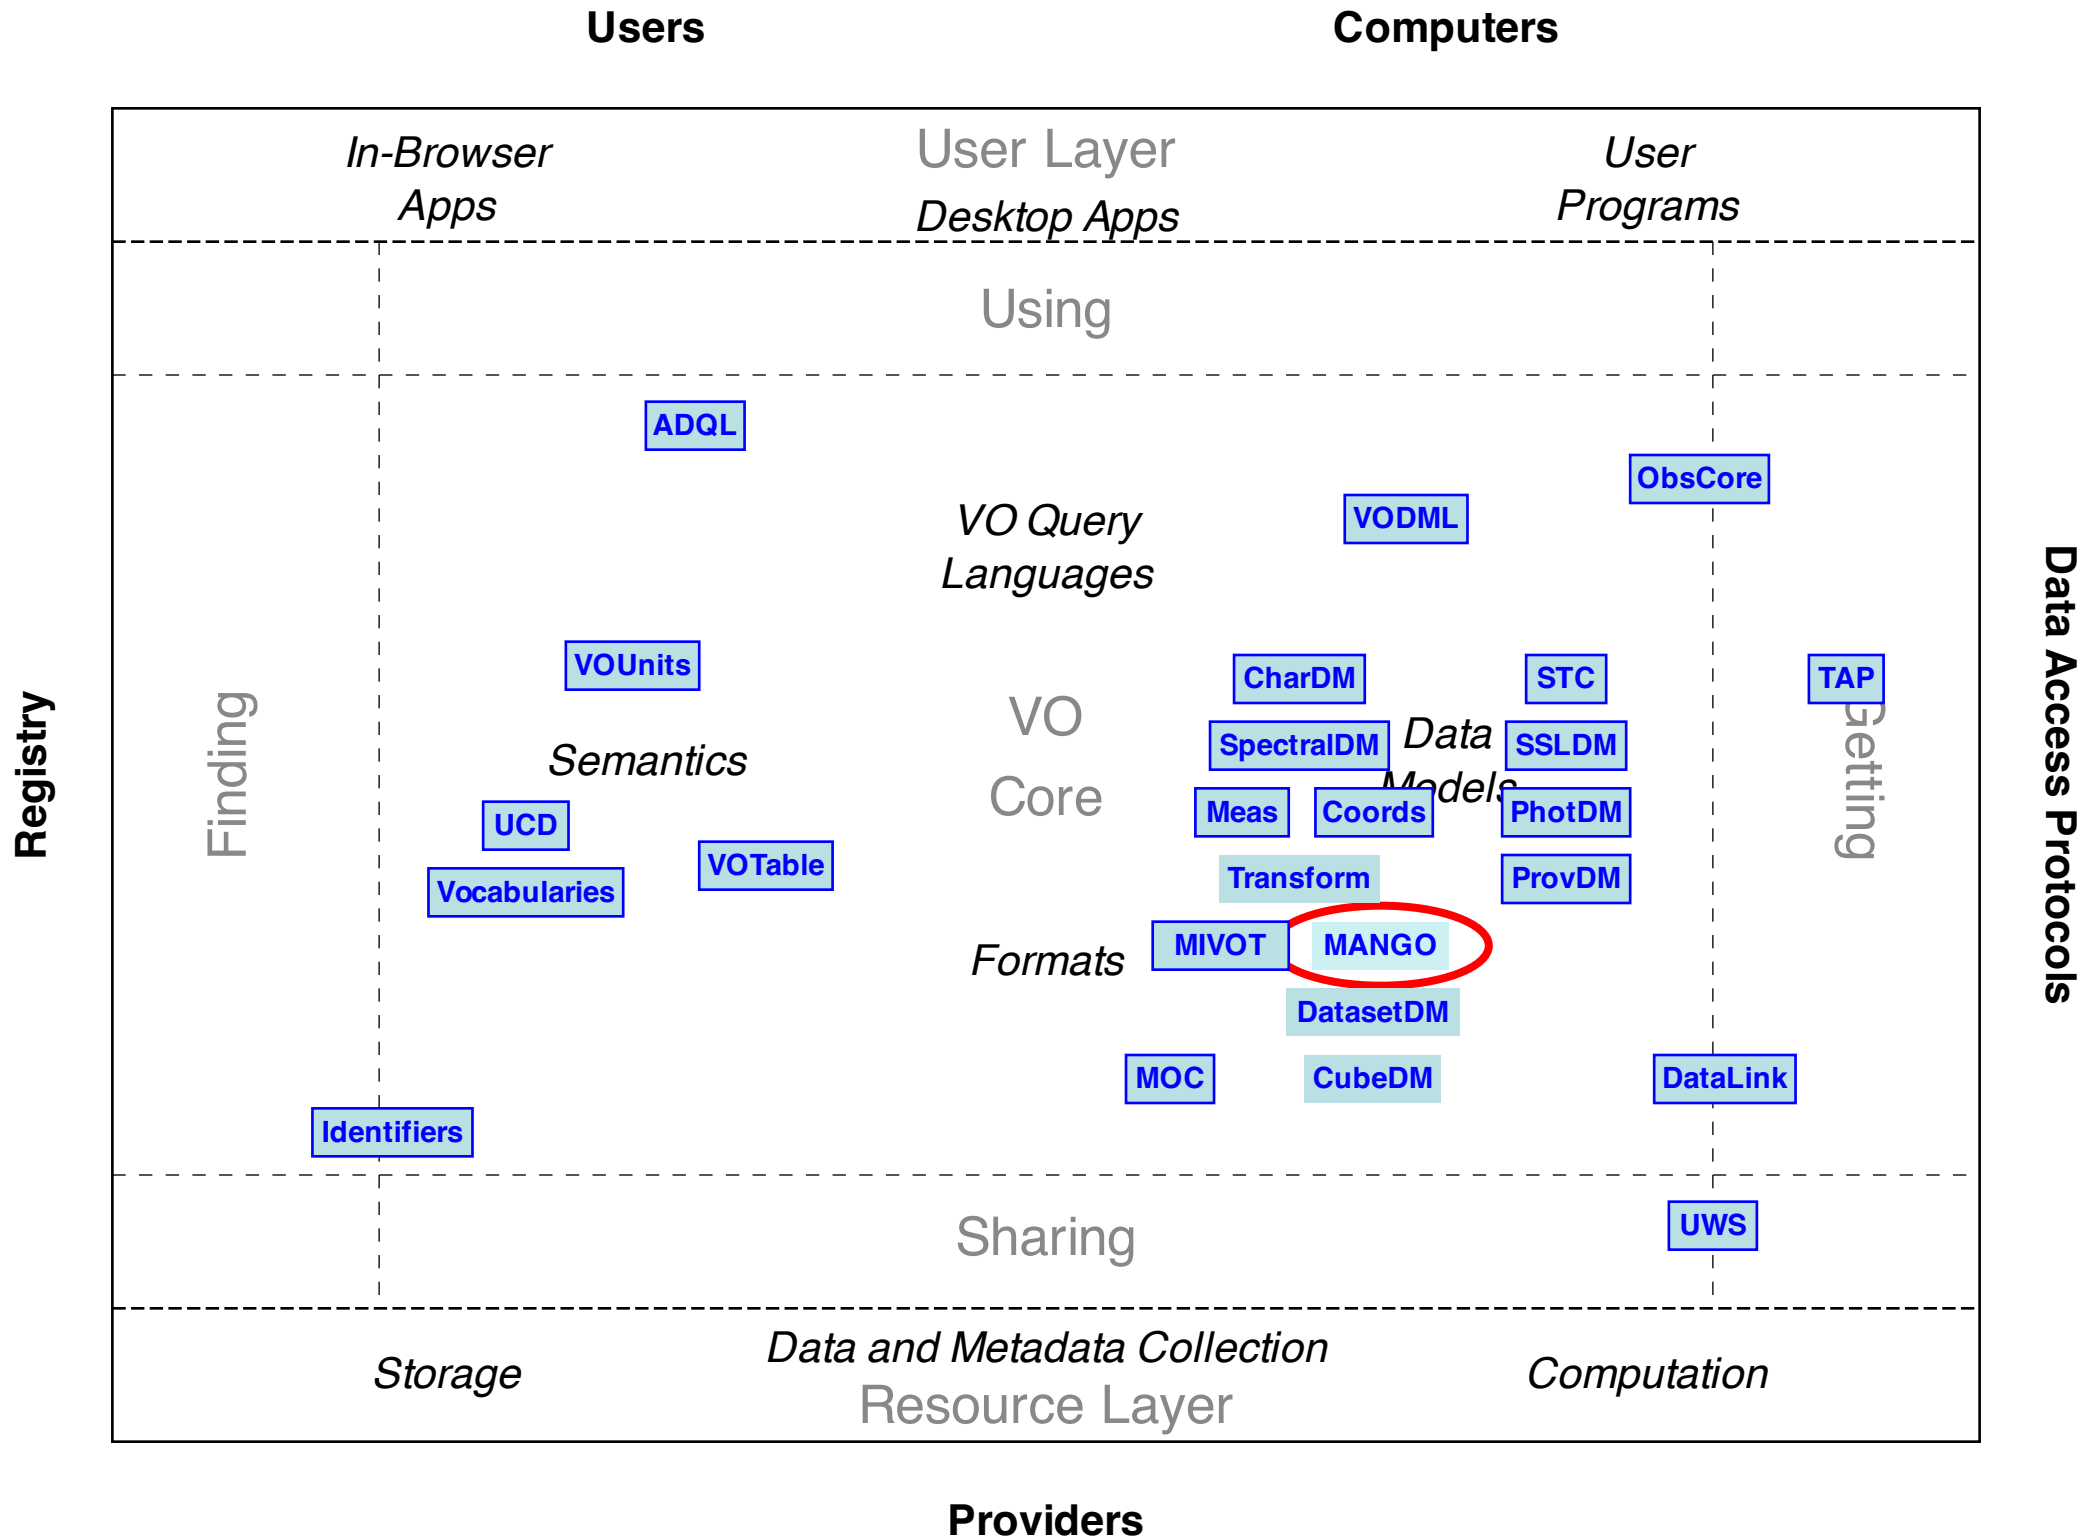 Users
Computers
In-Browser
Apps
User Layer
Desktop Apps
User
Programs
Using
ADQL
ObsCore
VO Query
Languages
VODML
Registry
Finding
VOUnits
Semantics
UCD
Vocabularies
VOTable
VO
Core
CharDM
STC
TAP
SpectralDM
Data
Models
SSLDM
Meas
Coords
PhotDM
Transform
ProvDM
Getting
Data Access Protocols
Formats
MIVOT
MANGO
DatasetDM
MOC
CubeDM
DataLink
Identifiers
Sharing
UWS
Storage
Data and Metadata Collection
Resource Layer
Computation
Providers